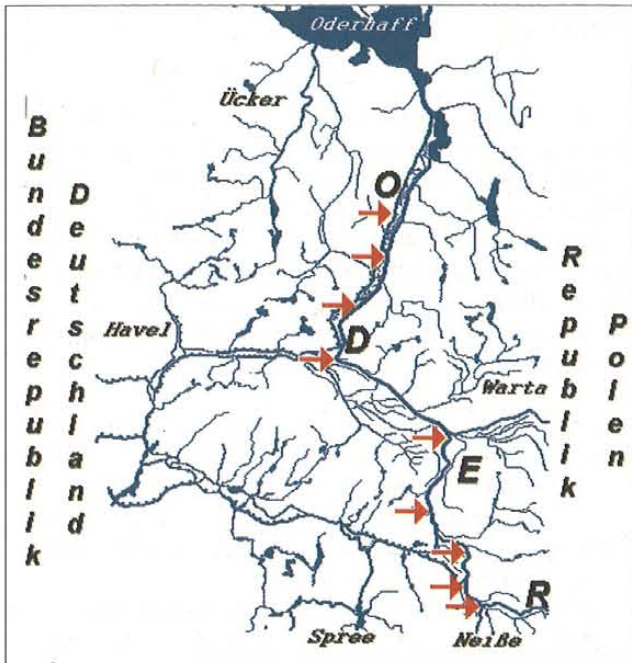 Oderhaff
Ücker
Bundesrepublik
Deutschland
O
D
E
R
Havel
Warta
Republik
Polen
Spree
Neiße